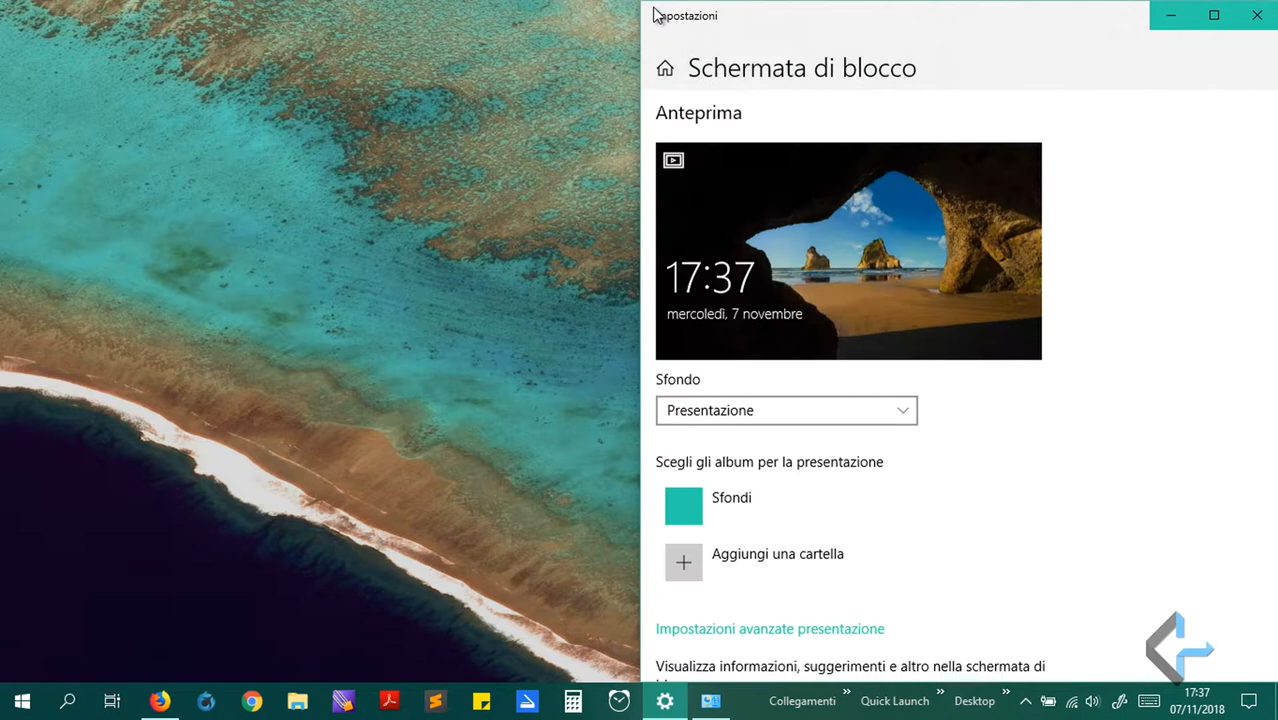 Impostazioni
Schermata di blocco
Anteprima
17:37
mercoledì, 7 novembre
Sfondo
Presentazione
Scegli gli album per la presentazione
Sfondi
Aggiungi una cartella
Impostazioni avanzate presentazione
Visualizza informazioni, suggerimenti e altro nella schermata di
Collegamenti
Quick Launch
Desktop
17:37
07/11/2018